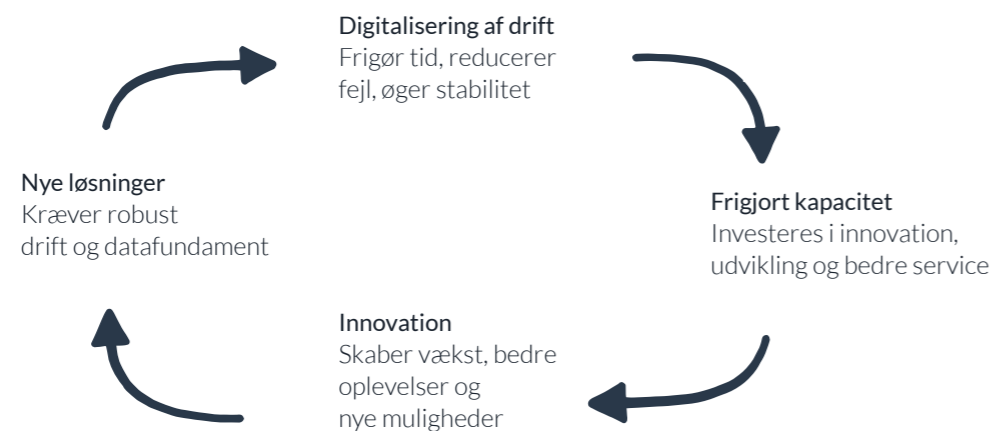 Digitalisering af drift
Frigør tid, reducerer
fejl, øger stabilitet
Frigjort kapacitet
Investeres i innovation,
udvikling og bedre service
Innovation
Skaber vækst, bedre
oplevelser og
nye muligheder
Nye løsninger
Kræver robust
drift og datafundament